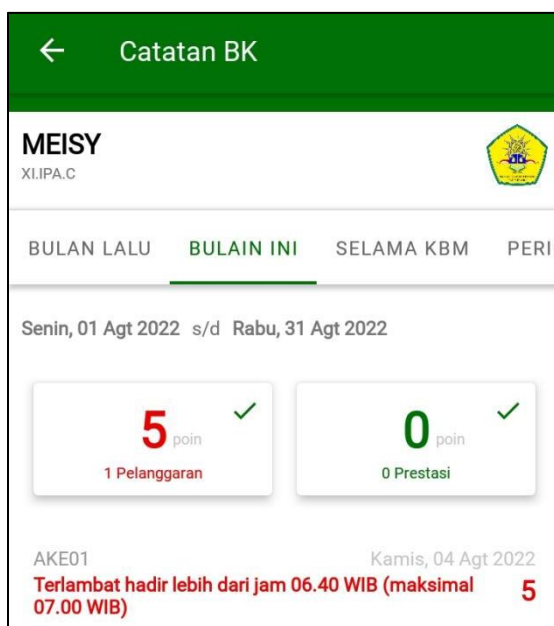 Catatan BK
MEISY
XI.IPA.C
BULAN LALU BULAIN INI SELAMA KBM PERI
Senin, 01 Agt 2022 s/d Rabu, 31 Agt 2022
5 poin
1 Pelanggaran
0 poin
0 Prestasi
AKE01 Kamis, 04 Agt 2022
Terlambat hadir lebih dari jam 06.40 WIB (maksimal 5
07.00 WIB)